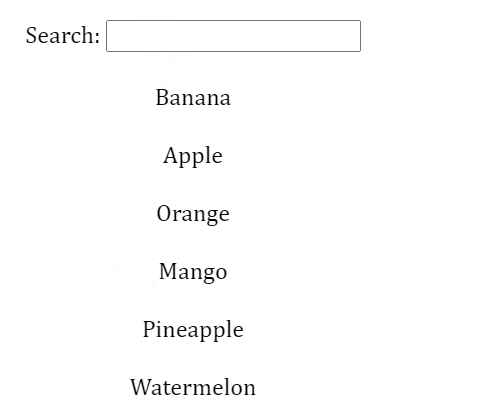 Search:
Banana
Apple
Orange
Mango
Pineapple
Watermelon